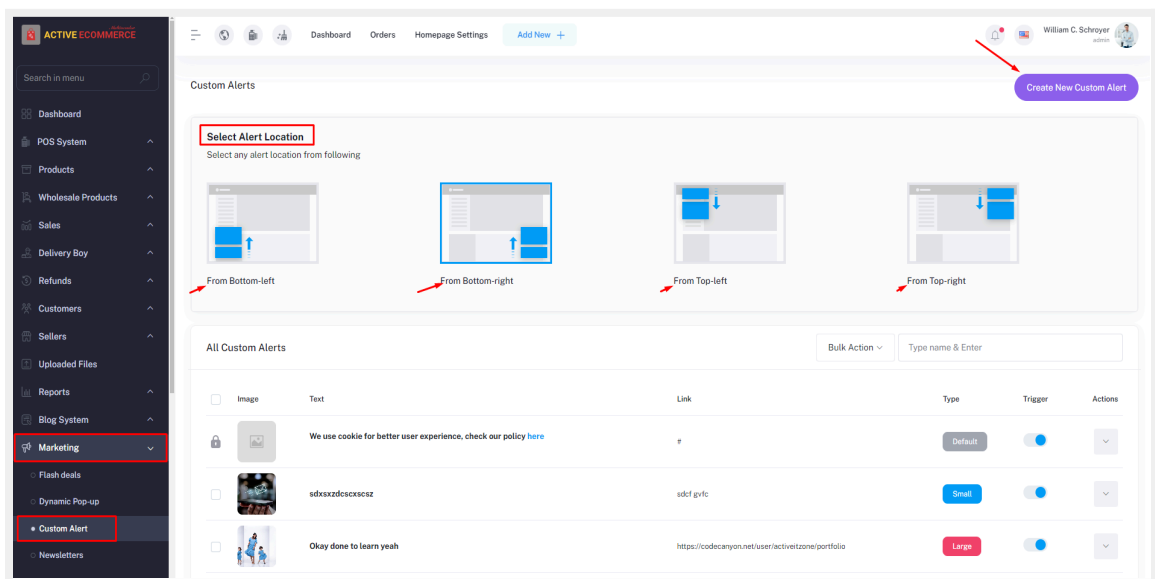 ACTIVE ECOMMERCE
Dashboard
Orders
Homepage Settings
Add New +
William C. Schroyer
admin
Search in menu
Custom Alerts
Create New Custom Alert
Dashboard
POS System
Products
Wholesale Products
Sales
Delivery Boy
Refunds
Customers
Sellers
Uploaded Files
Reports
Blog System
Marketing
Flash deals
Dynamic Pop-up
Custom Alert
Newsletters
Select Alert Location
Select any alert location from following
From Bottom-left
From Bottom-right
From Top-left
From Top-right
All Custom Alerts
Bulk Action
Type name & Enter
Image
Text
Link
Type
Trigger
Actions
We use cookie for better user experience, check our policy here
#
Default
sdxsxzdcscxscsz
sdcf gvfc
Small
Okay done to learn yeah
https://codecanyon.net/user/activeitzone/portfolio
Large